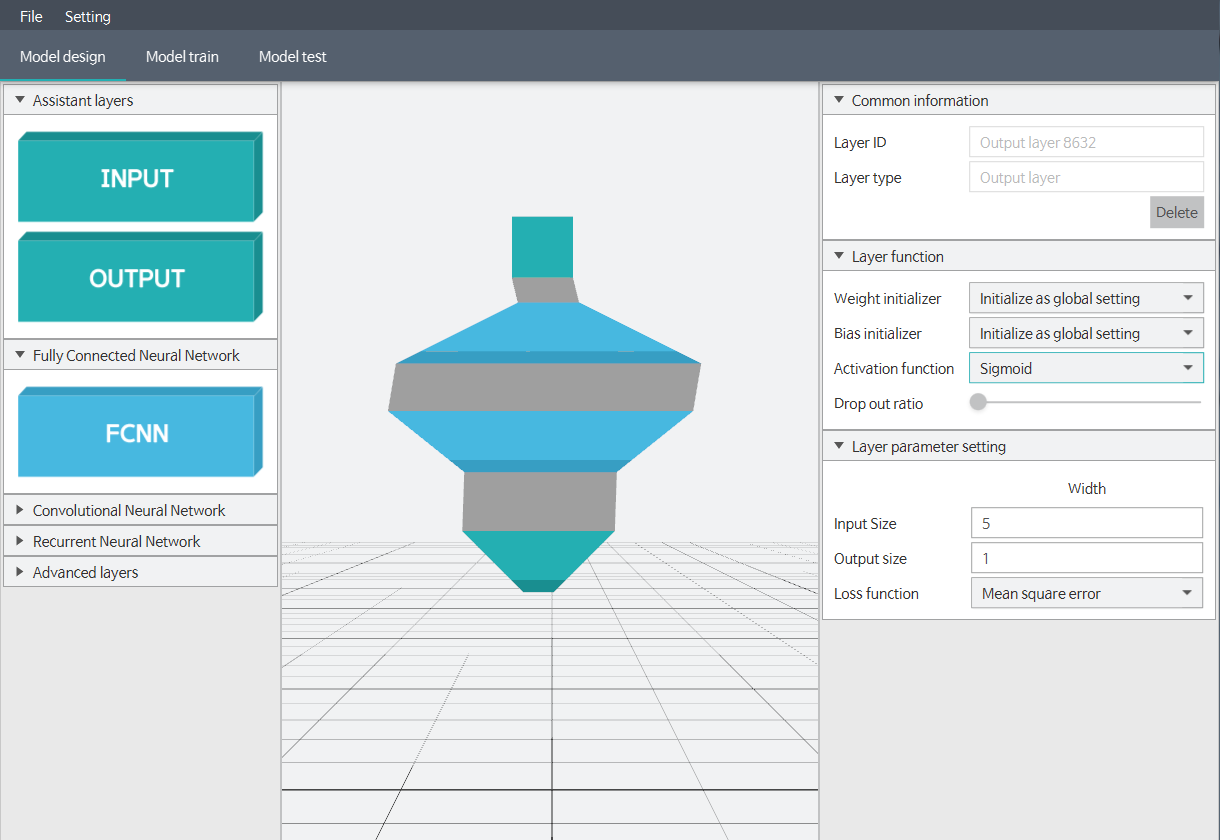 File Setting
Model design Model train Model test
Assistant layers
INPUT
OUTPUT
Fully Connected Neural Network
FCNN
Convolutional Neural Network
Recurrent Neural Network
Advanced layers
Common information
Layer ID Output layer 8632
Layer type Output layer
Delete
Layer function
Weight initializer Initialize as global setting
Bias initializer Initialize as global setting
Activation function Sigmoid
Drop out ratio
Layer parameter setting
Width
Input Size 5
Output size 1
Loss function Mean square error